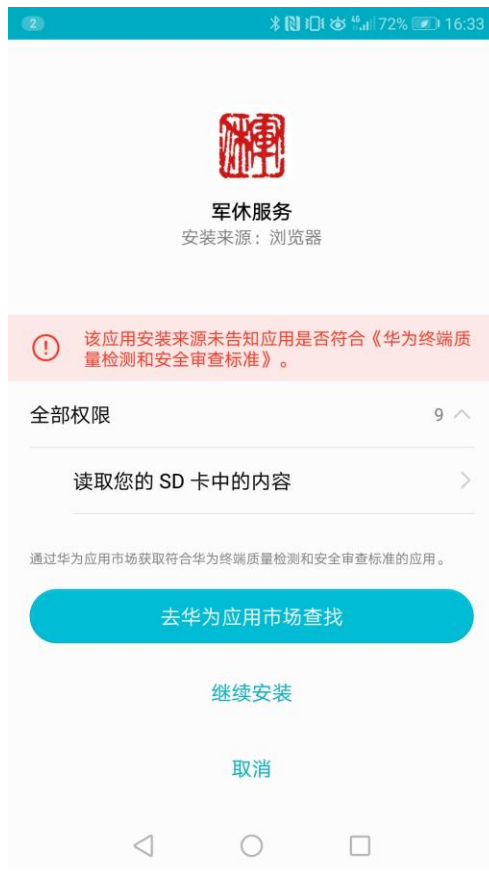 2 4G 72% 16:33
军休
军休服务
安装来源：浏览器
该应用安装来源未告知应用是否符合《华为终端质
量检测和安全审查标准》。
全部权限 9
读取您的 SD 卡中的内容
通过华为应用市场获取符合华为终端质量检测和安全审查标准的应用。
去华为应用市场查找
继续安装
取消